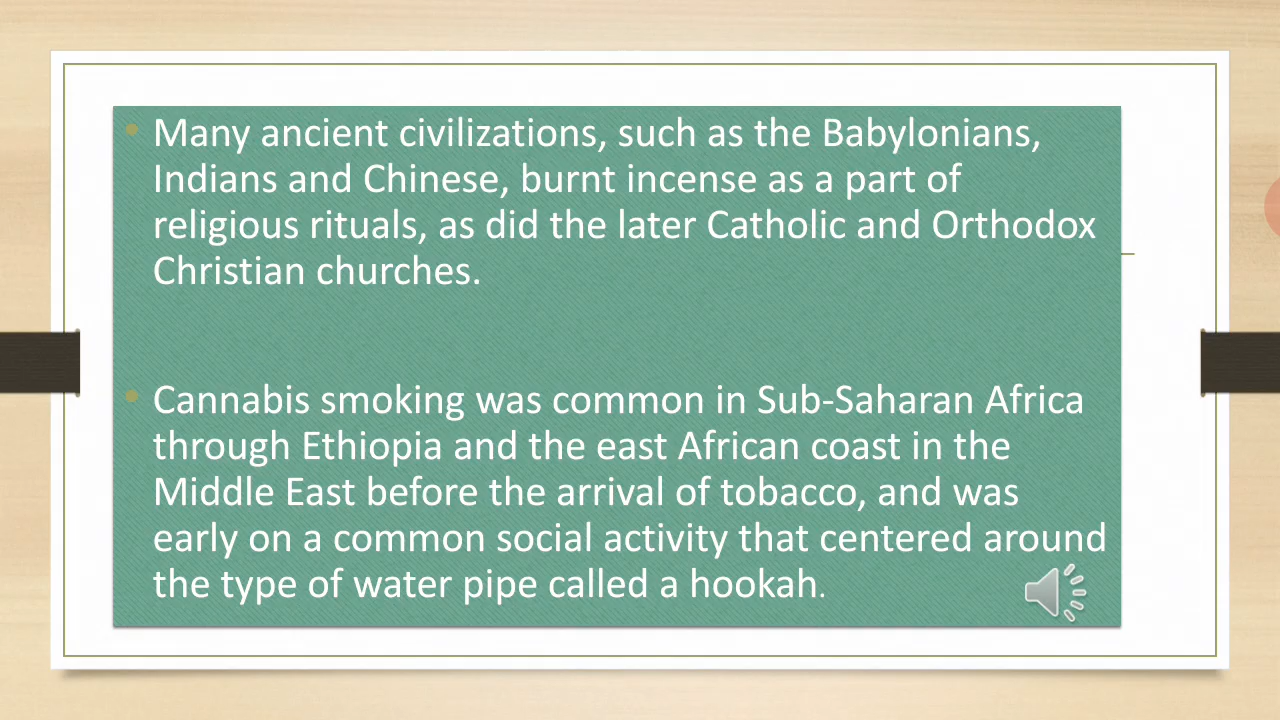 Many ancient civilizations, such as the Babylonians,
Indians and Chinese, burnt incense as a part of
religious rituals, as did the later Catholic and Orthodox
Christian churches.
Cannabis smoking was common in Sub-Saharan Africa
through Ethiopia and the east African coast in the
Middle East before the arrival of tobacco, and was
early on a common social activity that centered around
the type of water pipe called a hookah.